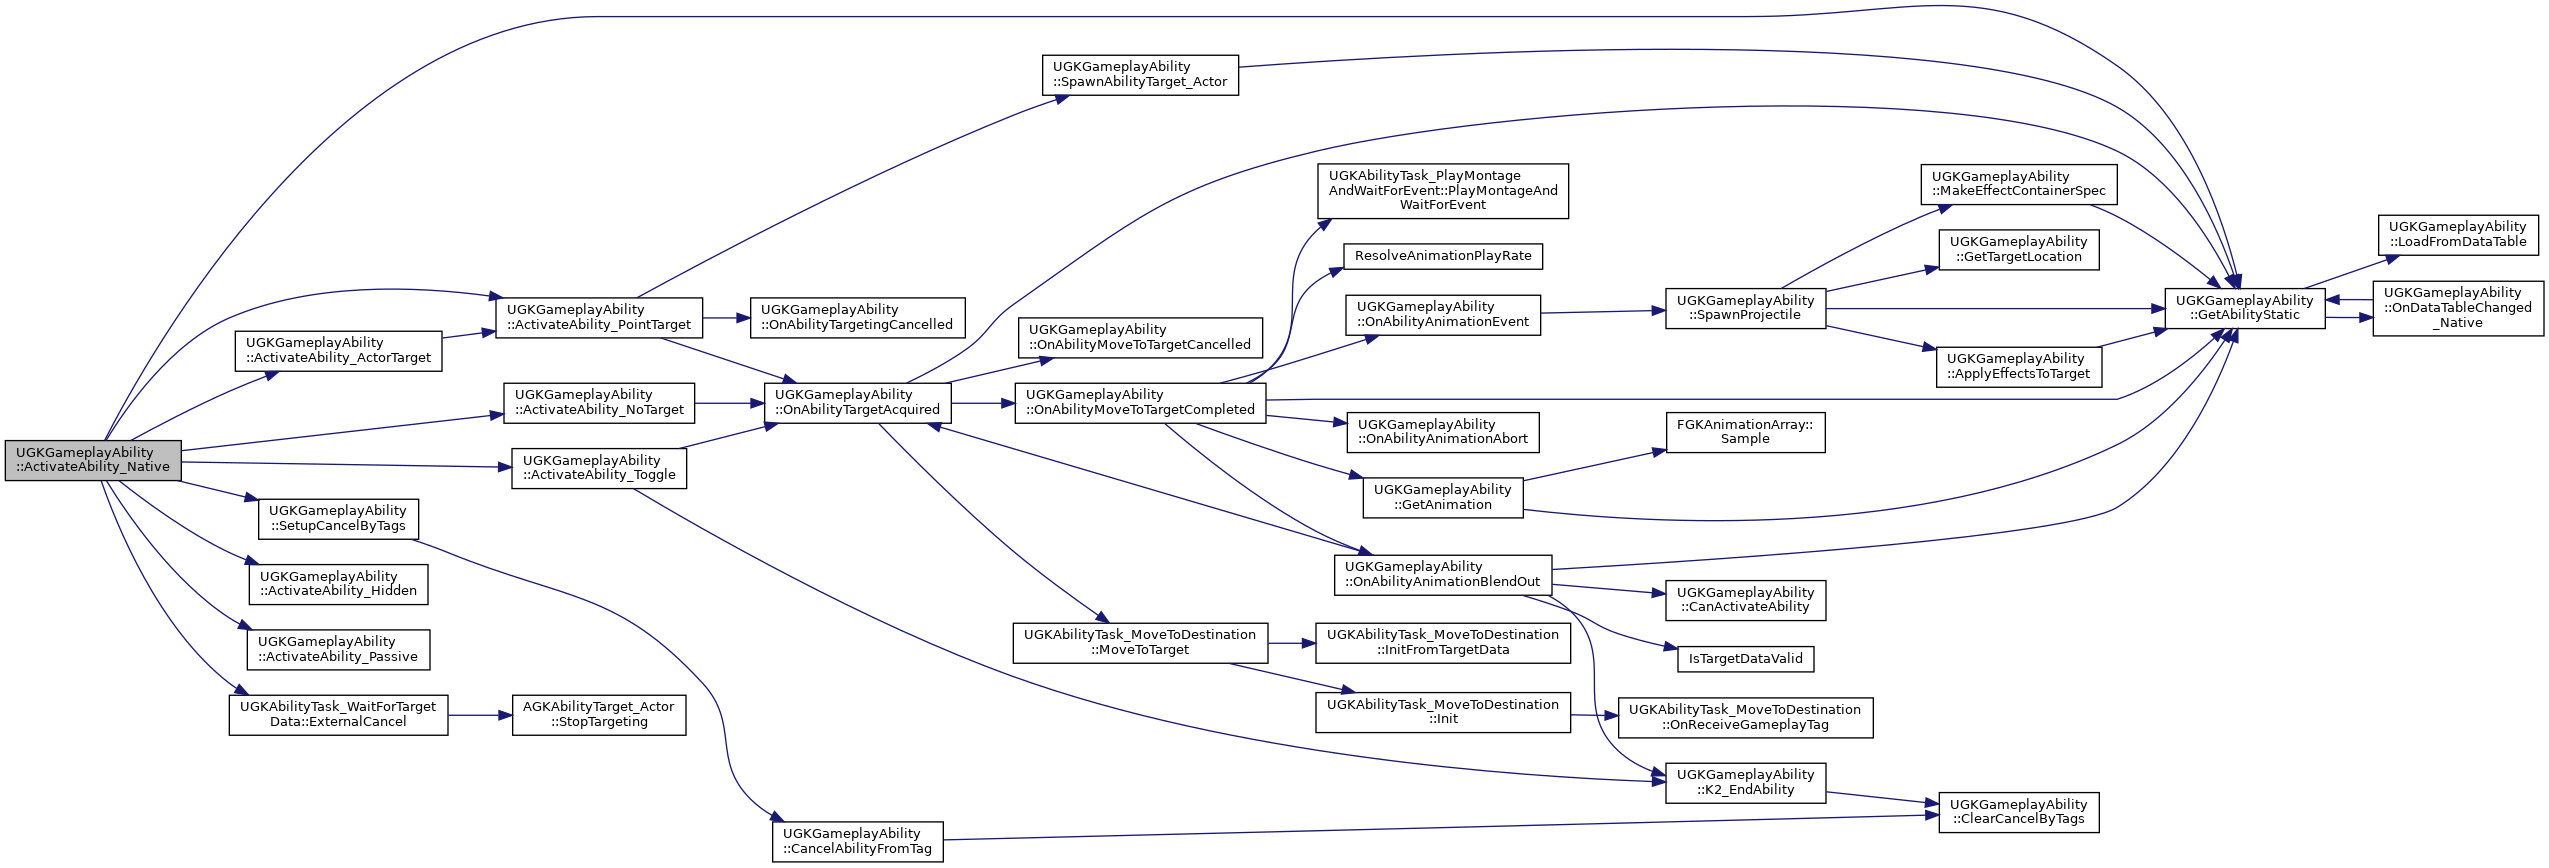 UGKGameplayAbility
::ActivateAbility_Native
UGKGameplayAbility
::ActivateAbility_ActorTarget
UGKGameplayAbility
::SetupCancelByTags
UGKGameplayAbility
::ActivateAbility_Hidden
UGKGameplayAbility
::ActivateAbility_Passive
UGKAbilityTask_WaitForTarget
Data::ExternalCancel
UGKGameplayAbility
::ActivateAbility_PointTarget
UGKGameplayAbility
::ActivateAbility_NoTarget
UGKGameplayAbility
::ActivateAbility_Toggle
AGKAbilityTarget_Actor
::StopTargeting
UGKGameplayAbility
::OnAbilityTargetingCancelled
UGKGameplayAbility
::OnAbilityTargetAcquired
UGKGameplayAbility
::CancelAbilityFromTag
UGKGameplayAbility
::SpawnAbilityTarget_Actor
UGKGameplayAbility
::OnAbilityMoveToTargetCancelled
UGKGameplayAbility
::OnAbilityMoveToTargetCompleted
UGKAbilityTask_MoveToDestination
::MoveToTarget
UGKAbilityTask_PlayMontage
AndWaitForEvent::PlayMontageAnd
WaitForEvent
ResolveAnimationPlayRate
UGKGameplayAbility
::OnAbilityAnimationEvent
UGKGameplayAbility
::OnAbilityAnimationAbort
UGKGameplayAbility
::GetAnimation
UGKGameplayAbility
::OnAbilityAnimationBlendOut
UGKAbilityTask_MoveToDestination
::InitFromTargetData
UGKAbilityTask_MoveToDestination
::Init
UGKGameplayAbility
::SpawnProjectile
FGKAnimationArray::
Sample
UGKGameplayAbility
::CanActivateAbility
IsTargetDataValid
UGKAbilityTask_MoveToDestination
::OnReceiveGameplayTag
UGKGameplayAbility
::K2_EndAbility
UGKGameplayAbility
::MakeEffectContainerSpec
UGKGameplayAbility
::GetTargetLocation
UGKGameplayAbility
::ApplyEffectsToTarget
UGKGameplayAbility
::ClearCancelByTags
UGKGameplayAbility
::GetAbilityStatic
UGKGameplayAbility
::LoadFromDataTable
UGKGameplayAbility
::OnDataTableChanged
_Native